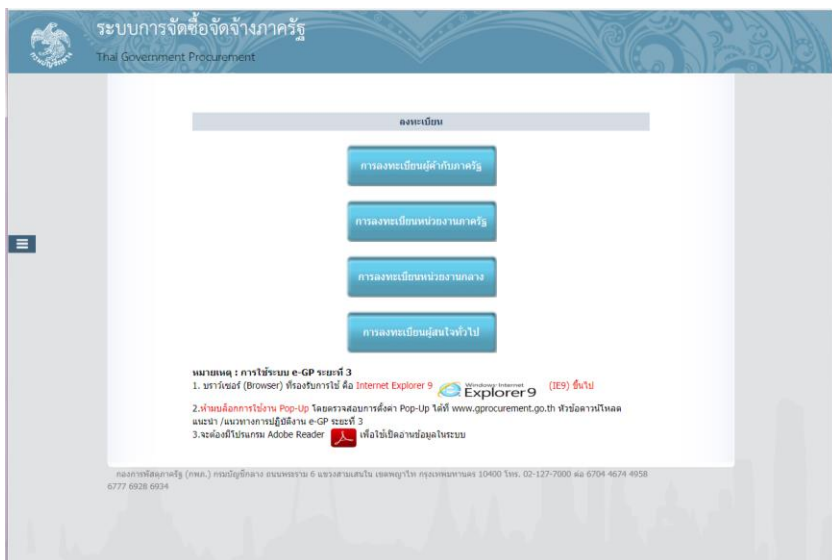 ระบบการจัดซื้อจัดจ้างภาครัฐ
Thai Government Procurement
ลงทะเบียน
การลงทะเบียนผู้ค้ากับภาครัฐ
การลงทะเบียนหน่วยงานภาครัฐ
การลงทะเบียนหน่วยงานกลาง
การลงทะเบียนผู้สนใจทั่วไป
หมายเหตุ : การใช้ระบบ e-GP ระยะที่ 3
1. บราว์เซอร์ (Browser) ที่รองรับการใช้ คือ Internet Explorer 9 Windows Internet Explorer 9 (IE9) ขึ้นไป
2.ห้ามบล็อกการใช้งาน Pop-Up โดยตรวจสอบการตั้งค่า Pop-Up ได้ที่ www.gprocurement.go.th หัวข้อดาวน์โหลด
แนะนำ /แนวทางการปฏิบัติงาน e-GP ระยะที่ 3
3.จะต้องมีโปรแกรม Adobe Reader เพื่อใช้เปิดอ่านข้อมูลในระบบ
กองการพัสดุภาครัฐ (กพภ.) กรมบัญชีกลาง ถนนพระราม 6 แขวงสามเสนใน เขตพญาไท กรุงเทพมหานคร 10400 โทร. 02-127-7000 ต่อ 6704 4674 4958
6777 6928 6934